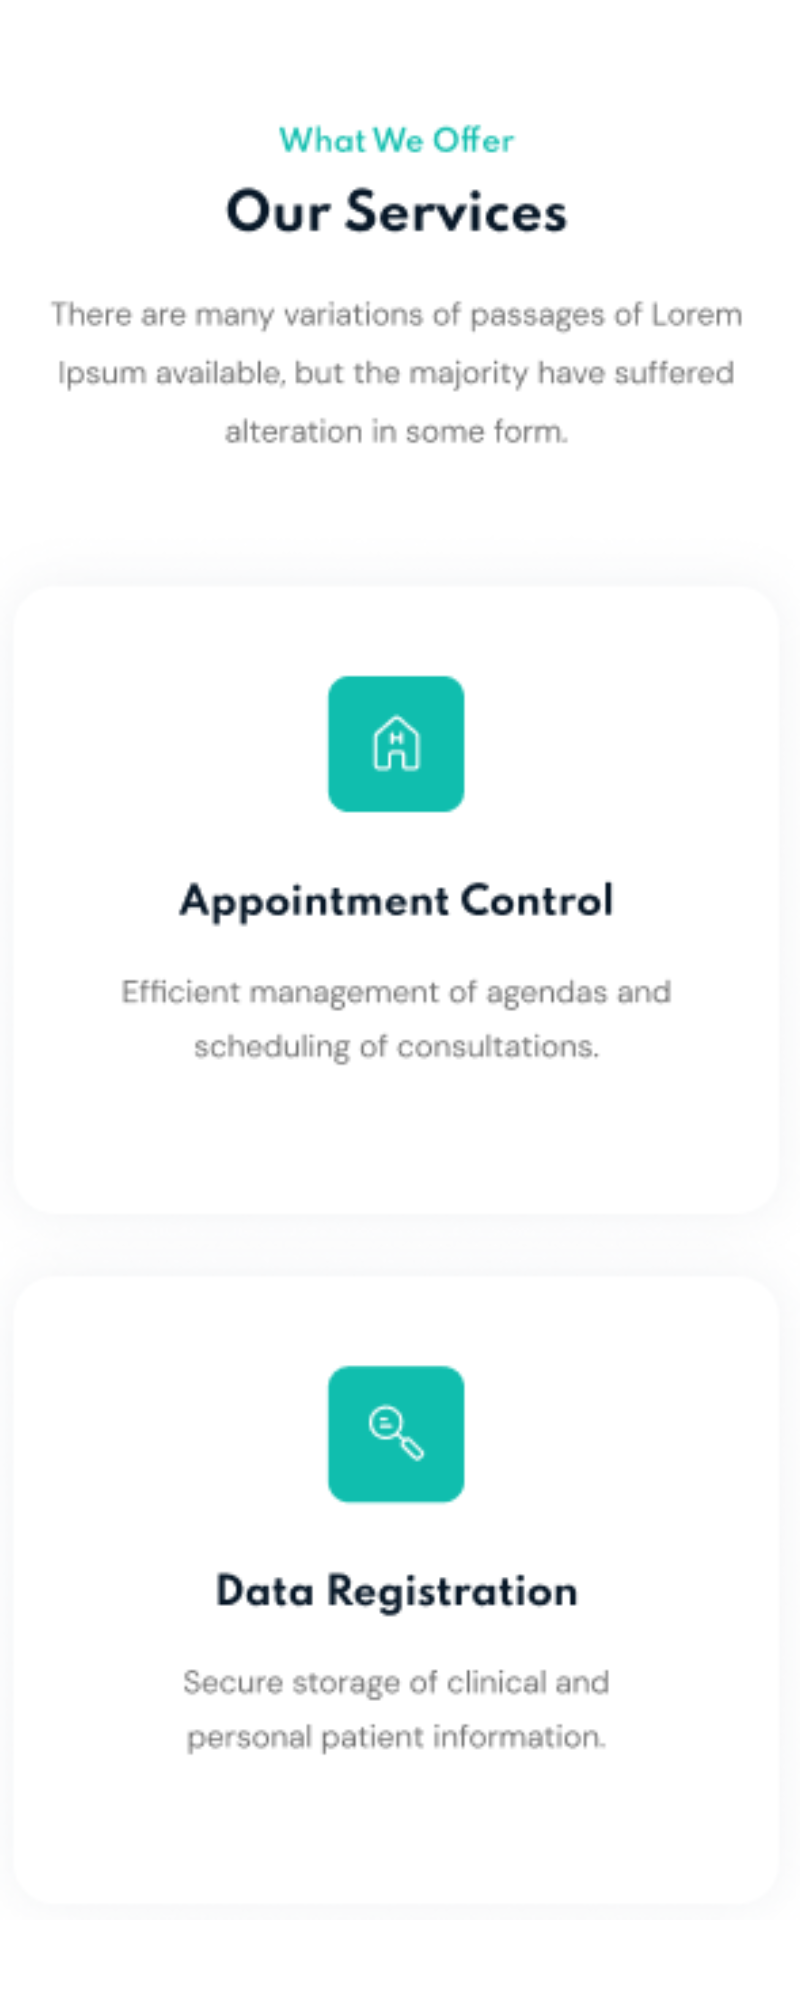 What We Offer
Our Services
There are many variations of passages of Lorem
Ipsum available, but the majority have suffered
alteration in some form.
H
Appointment Control
Efficient management of agendas and
scheduling of consultations.
Data Registration
Secure storage of clinical and
personal patient information.